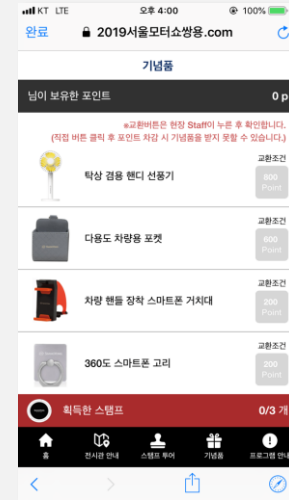 KT LTE 오후 4:00 100%
완료 2019서울모터쇼쌍용.com
기념품
님이 보유한 포인트 0 p
※교환버튼은 현장 Staff이 누른 후 확인합니다.
(직접 버튼 클릭 후 포인트 차감 시 기념품을 받지 못할 수 있습니다.)
교환조건
탁상 겸용 핸디 선풍기
800
Point
교환조건
다용도 차량용 포켓
600
Point
교환조건
차량 핸들 장착 스마트폰 거치대
200
Point
교환조건
360도 스마트폰 고리
200
Point
획득한 스탬프 0/3 개
홈 전시관 안내 스탬프 투어 기념품 프로그램 안내